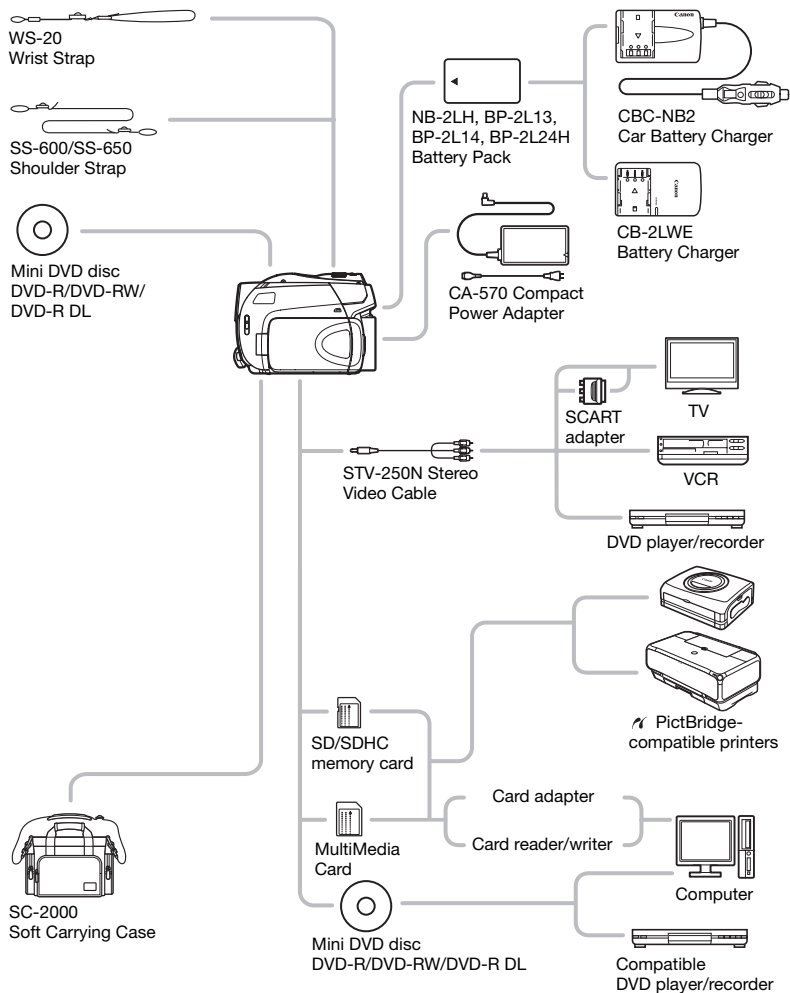 WS-20
Wrist Strap
SS-600/SS-650
Shoulder Strap
Mini DVD disc
DVD-R/DVD-RW/
DVD-R DL
NB-2LH, BP-2L13,
BP-2L14, BP-2L24H
Battery Pack
Canon
CBC-NB2
Car Battery Charger
Canon
CB-2LWE
Battery Charger
CA-570 Compact
Power Adapter
SCART
adapter
TV
STV-250N Stereo
Video Cable
VCR
DVD player/recorder
PictBridge-
compatible printers
SD/SDHC
memory card
Card adapter
Card reader/writer
MultiMedia
Card
Computer
SC-2000
Soft Carrying Case
Mini DVD disc
DVD-R/DVD-RW/DVD-R DL
Compatible
DVD player/recorder